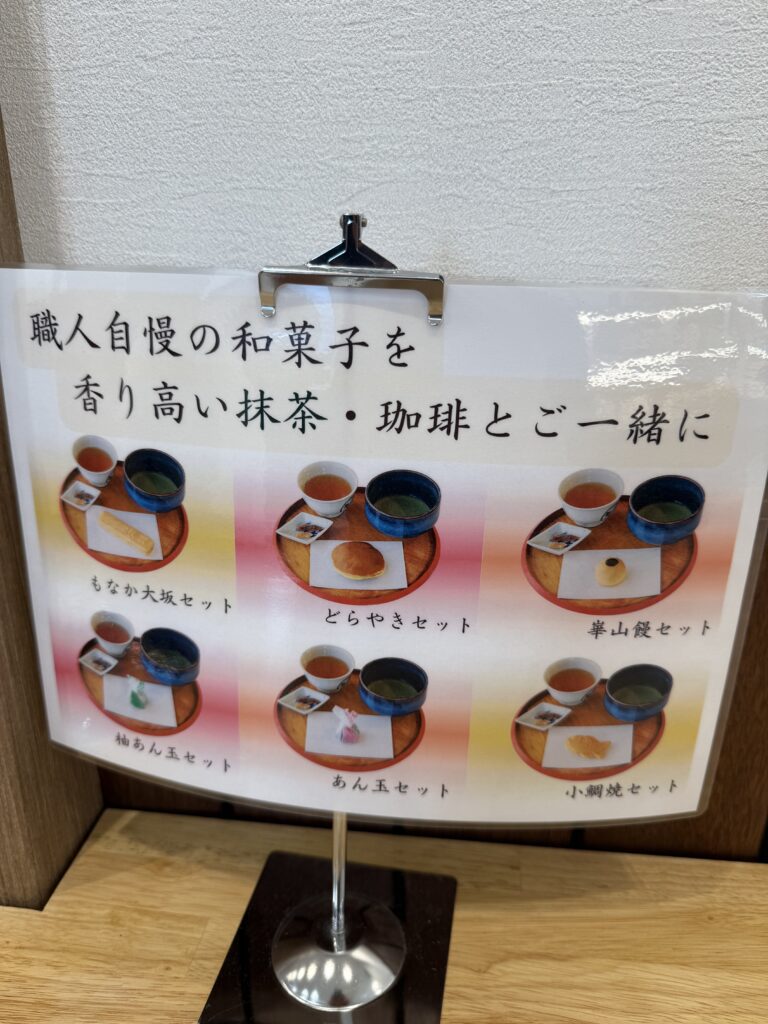 職人自慢の和菓子を
香り高い抹茶・珈琲とご一緒に
もなか大坂セット
どらやきセット
峯山饅セット
柚あん玉セット
あん玉セット
小鯛焼セット